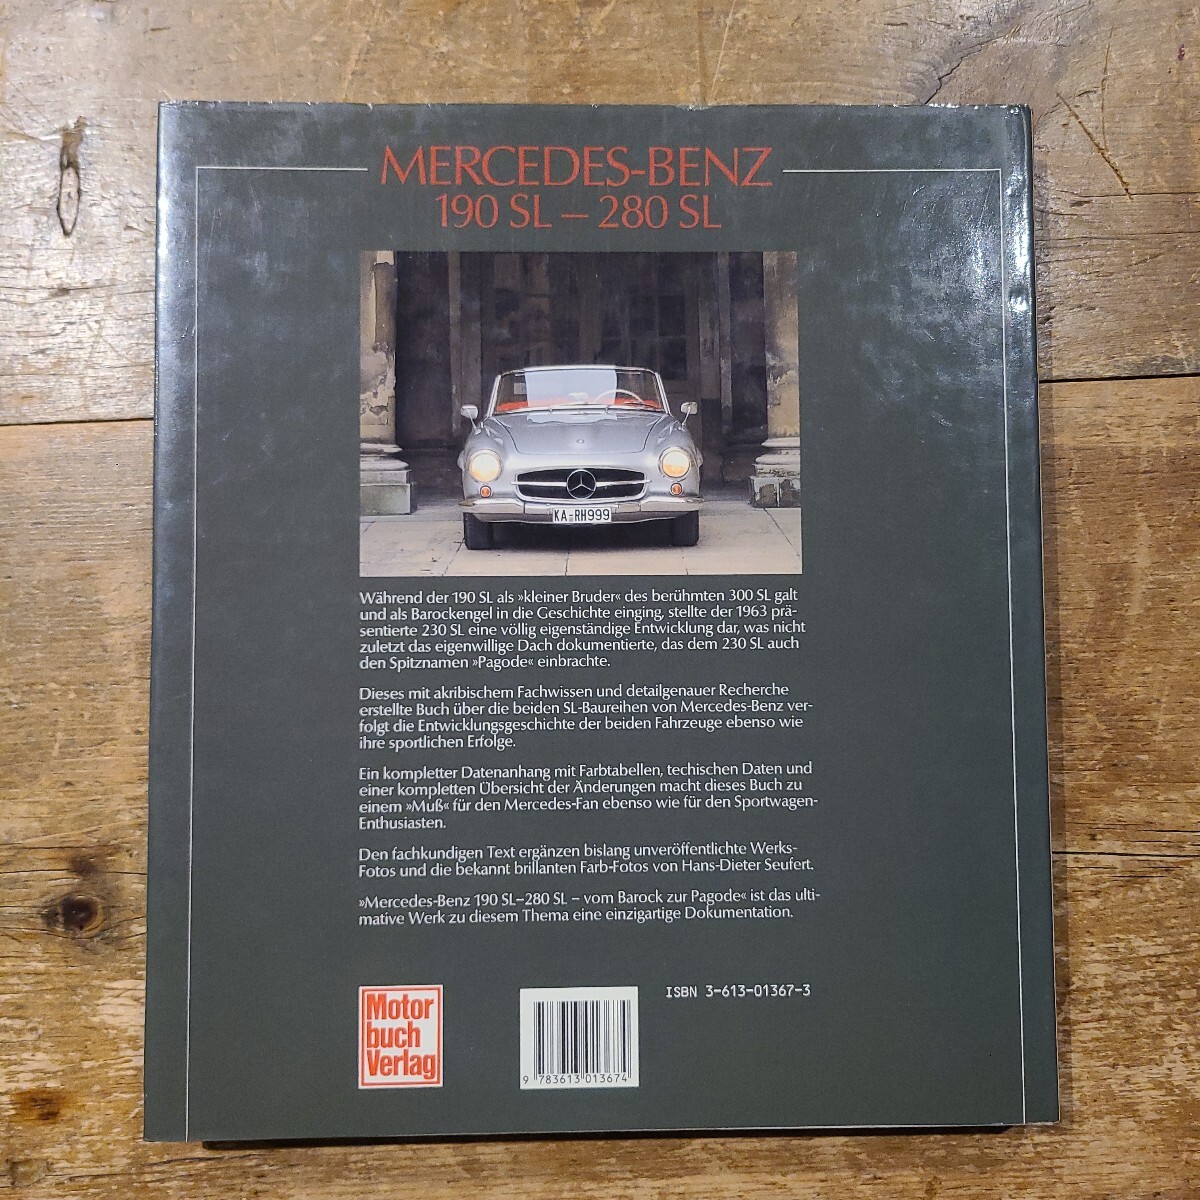 MERCEDES-BENZ
190 SL – 280 SL
KA-RH999
Während der 190 SL als »kleiner Bruder« des berühmten 300 SL galt
und als Barockengel in die Geschichte einging, stellte der 1963 prä-
sentierte 230 SL eine völlig eigenständige Entwicklung dar, was nicht
zuletzt das eigenwillige Dach dokumentierte, das dem 230 SL auch
den Spitznamen »Pagode« einbrachte.
Dieses mit akribischem Fachwissen und detailgenauer Recherche
erstellte Buch über die beiden SL-Baureihen von Mercedes-Benz ver-
folgt die Entwicklungsgeschichte der beiden Fahrzeuge ebenso wie
ihre sportlichen Erfolge.
Ein kompletter Datenanhang mit Farbtabellen, techischen Daten und
einer kompletten Übersicht der Änderungen macht dieses Buch zu
einem »Muß« für den Mercedes-Fan ebenso wie für den Sportwagen-
Enthusiasten.
Den fachkundigen Text ergänzen bislang unveröffentlichte Werks-
Fotos und die bekannt brillanten Farb-Fotos von Hans-Dieter Seufert.
»Mercedes-Benz 190 SL–280 SL – vom Barock zur Pagode« ist das ulti-
mative Werk zu diesem Thema eine einzigartige Dokumentation.
Motor
buch
Verlag
ISBN 3-613-01367-3
9 783613 013674